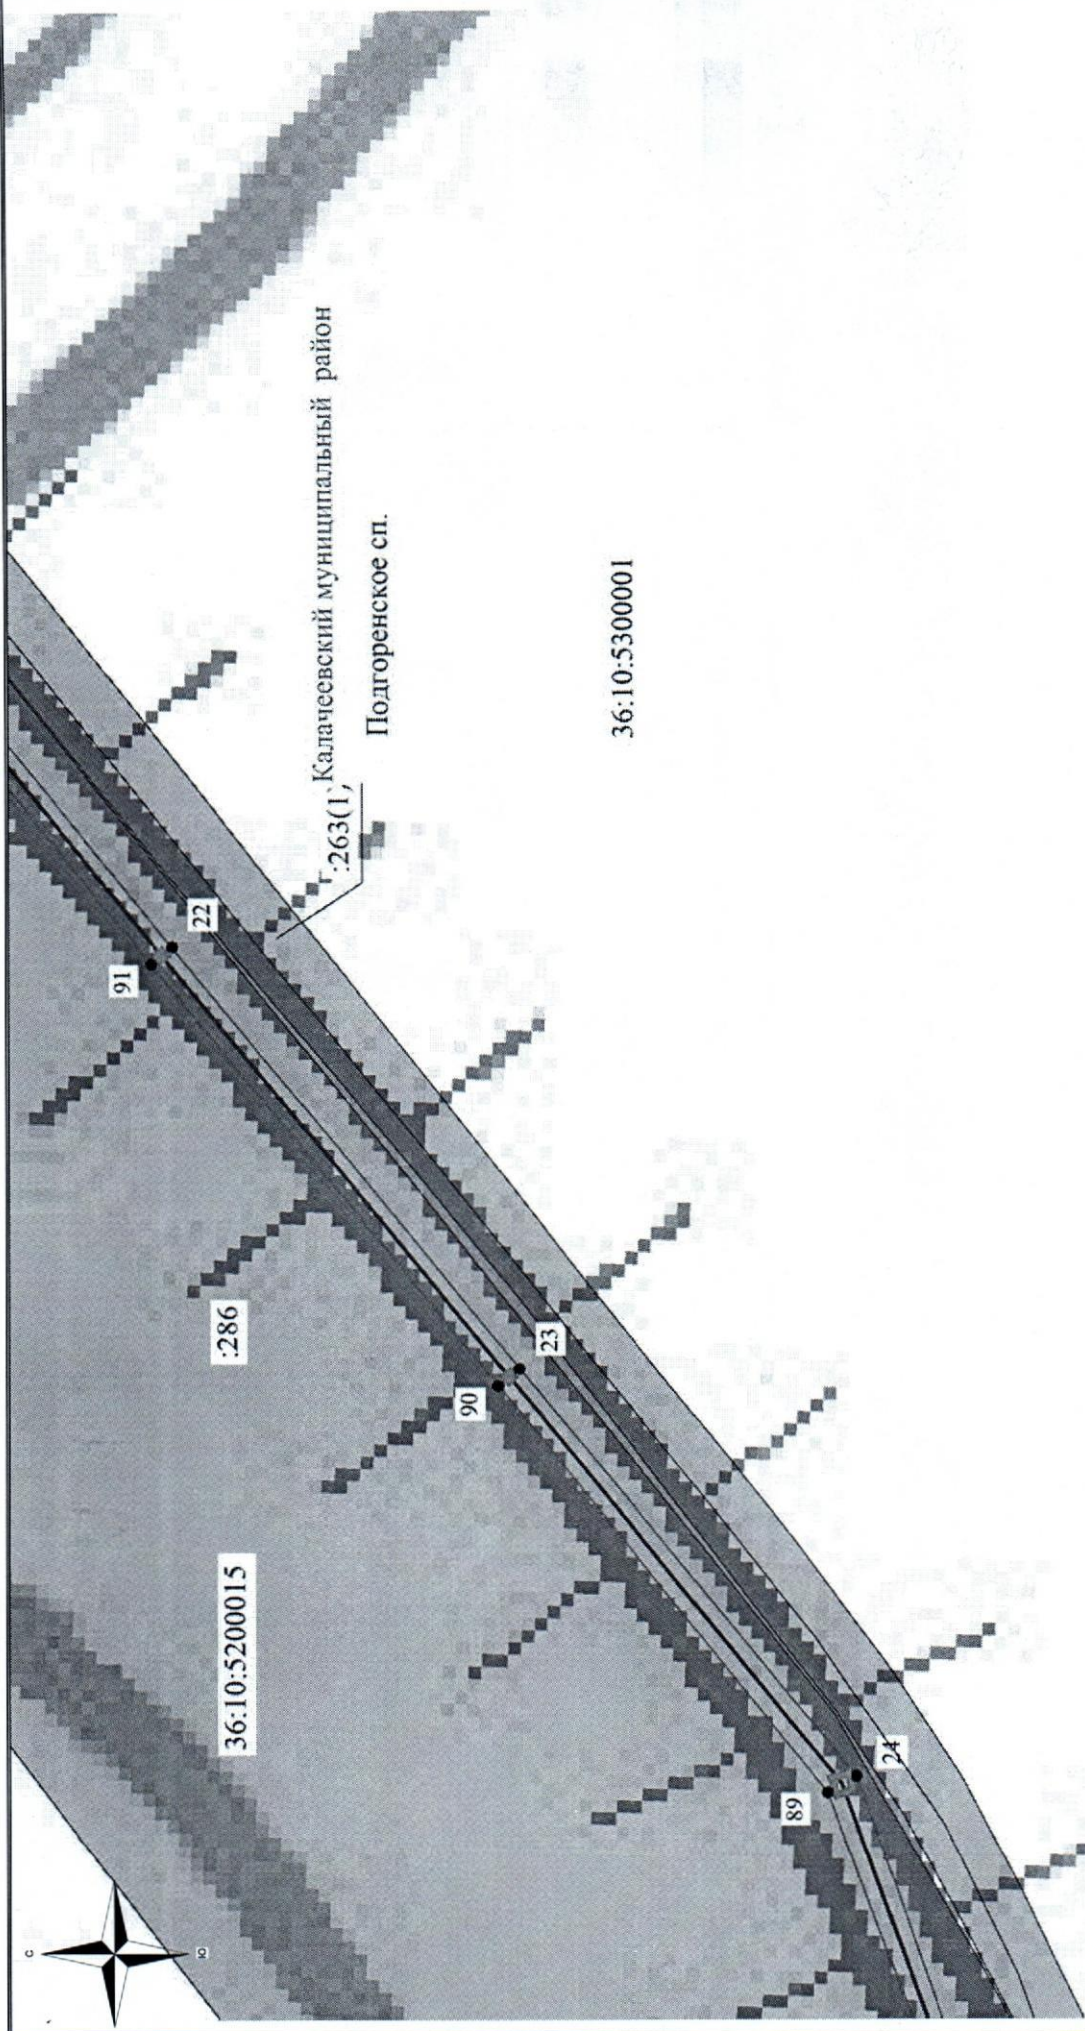 с
ю
91
22
Калачеевский муниципальный район
:263(1)
Подгоренское сп.
:286
36:10:5300001
90
23
36:10:5200015
89
24